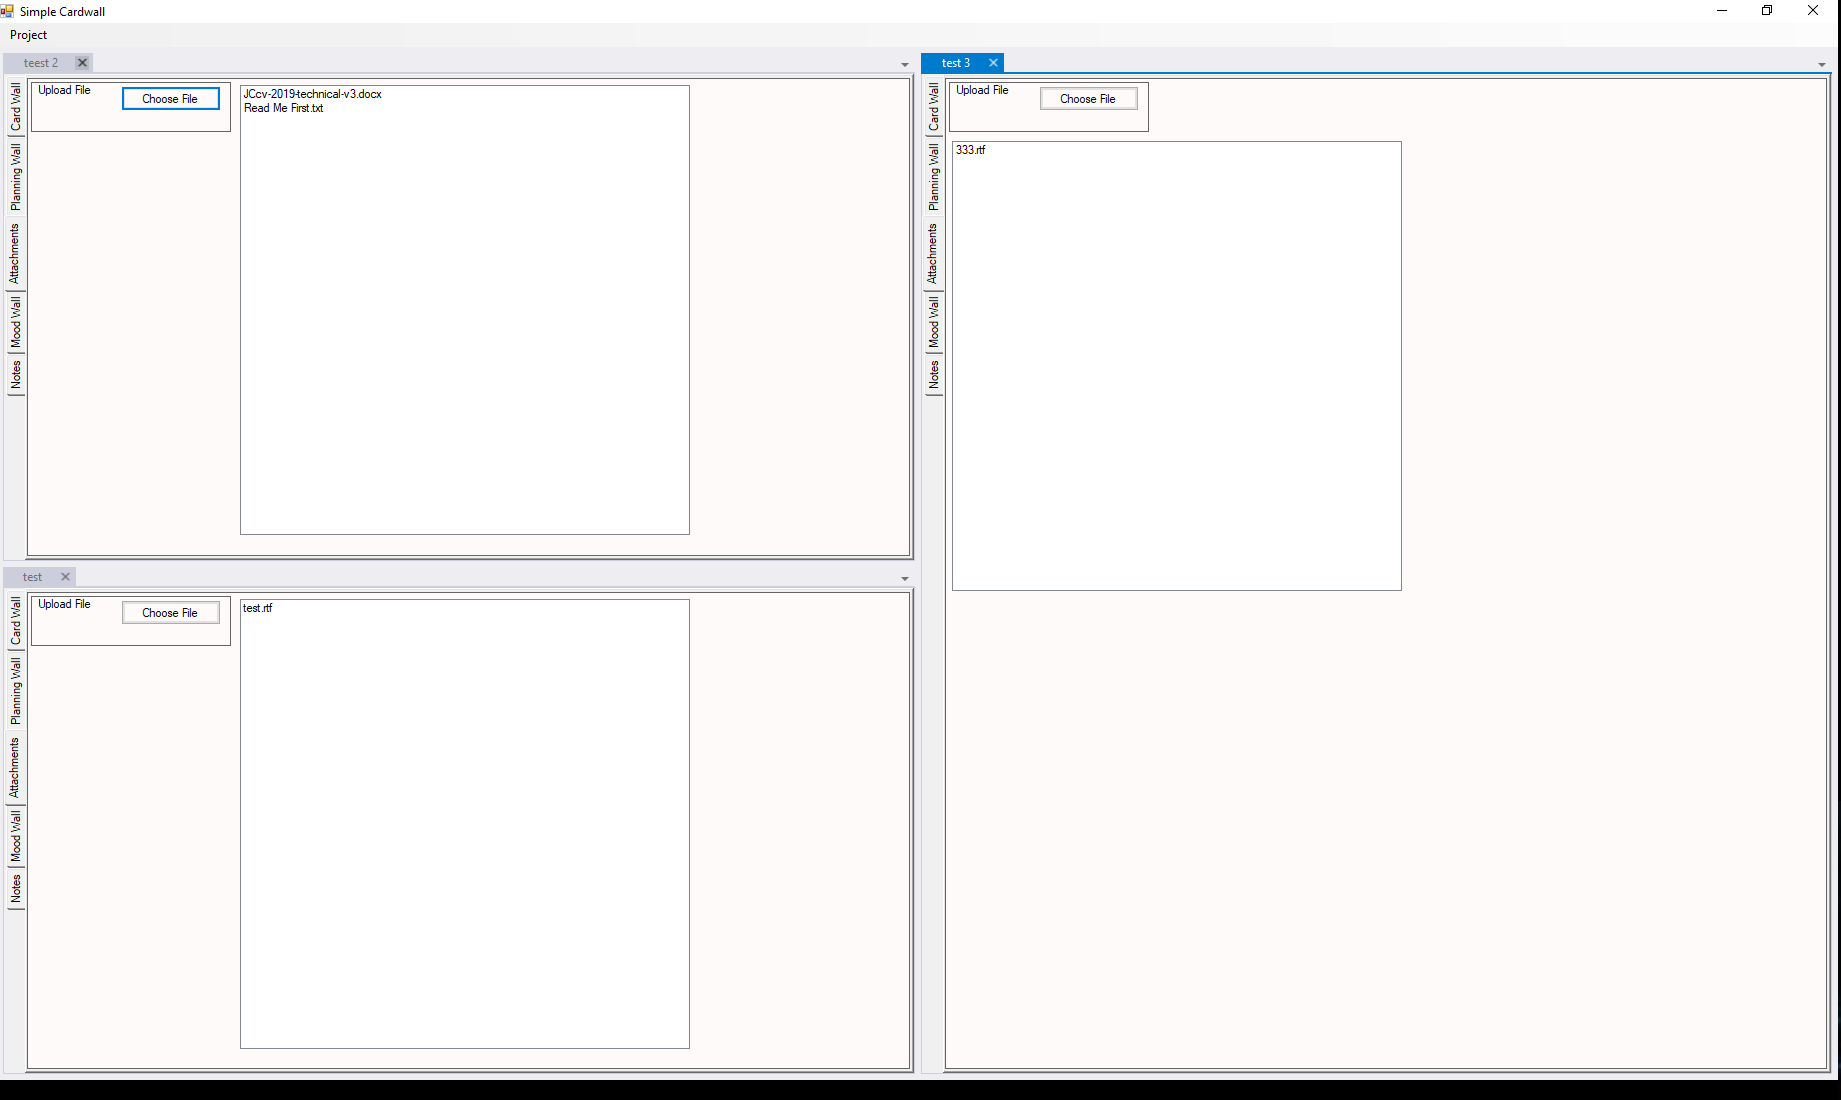 Simple Cardwall
Project
teest 2
Card Wall
Planning Wall
Attachments
Mood Wall
Notes
Upload File
Choose File
JCcv-2019-technical-v3.docx
Read Me First.txt
test
Card Wall
Planning Wall
Attachments
Mood Wall
Notes
Upload File
Choose File
test.rtf
test 3
Card Wall
Planning Wall
Attachments
Mood Wall
Notes
Upload File
Choose File
333.rtf